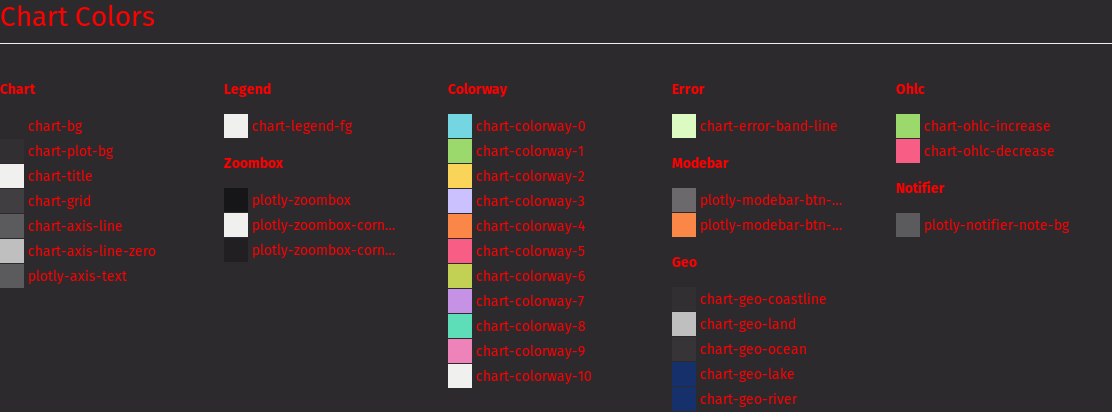 Chart Colors
Chart
chart-bg
chart-plot-bg
chart-title
chart-grid
chart-axis-line
chart-axis-line-zero
plotly-axis-text
Legend
chart-legend-fg
Zoombox
plotly-zoombox
plotly-zoombox-corn...
plotly-zoombox-corn...
Colorway
chart-colorway-0
chart-colorway-1
chart-colorway-2
chart-colorway-3
chart-colorway-4
chart-colorway-5
chart-colorway-6
chart-colorway-7
chart-colorway-8
chart-colorway-9
chart-colorway-10
Error
chart-error-band-line
Modebar
plotly-modebar-btn-...
plotly-modebar-btn-...
Geo
chart-geo-coastline
chart-geo-land
chart-geo-ocean
chart-geo-lake
chart-geo-river
Ohlc
chart-ohlc-increase
chart-ohlc-decrease
Notifier
plotly-notifier-note-bg